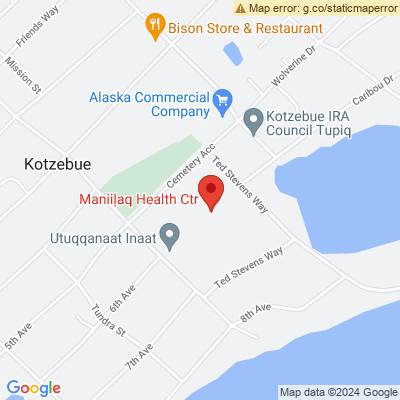 Map error: g.co/staticmaperror
Friends Way
Bison Store & Restaurant
Wolverine Dr
Mission St
Caribou Dr
Alaska Commercial
Company
Kotzebue IRA
Council Tupiq
Kotzebue
Cemetery Acc
Ted Stevens Way
Maniilaq Health Ctr
Utuqqanaat Inaat
Ted Stevens Way
6th Ave
Tundra St
8th Ave
5th Ave
7th Ave
Google
Map data ©2024 Google